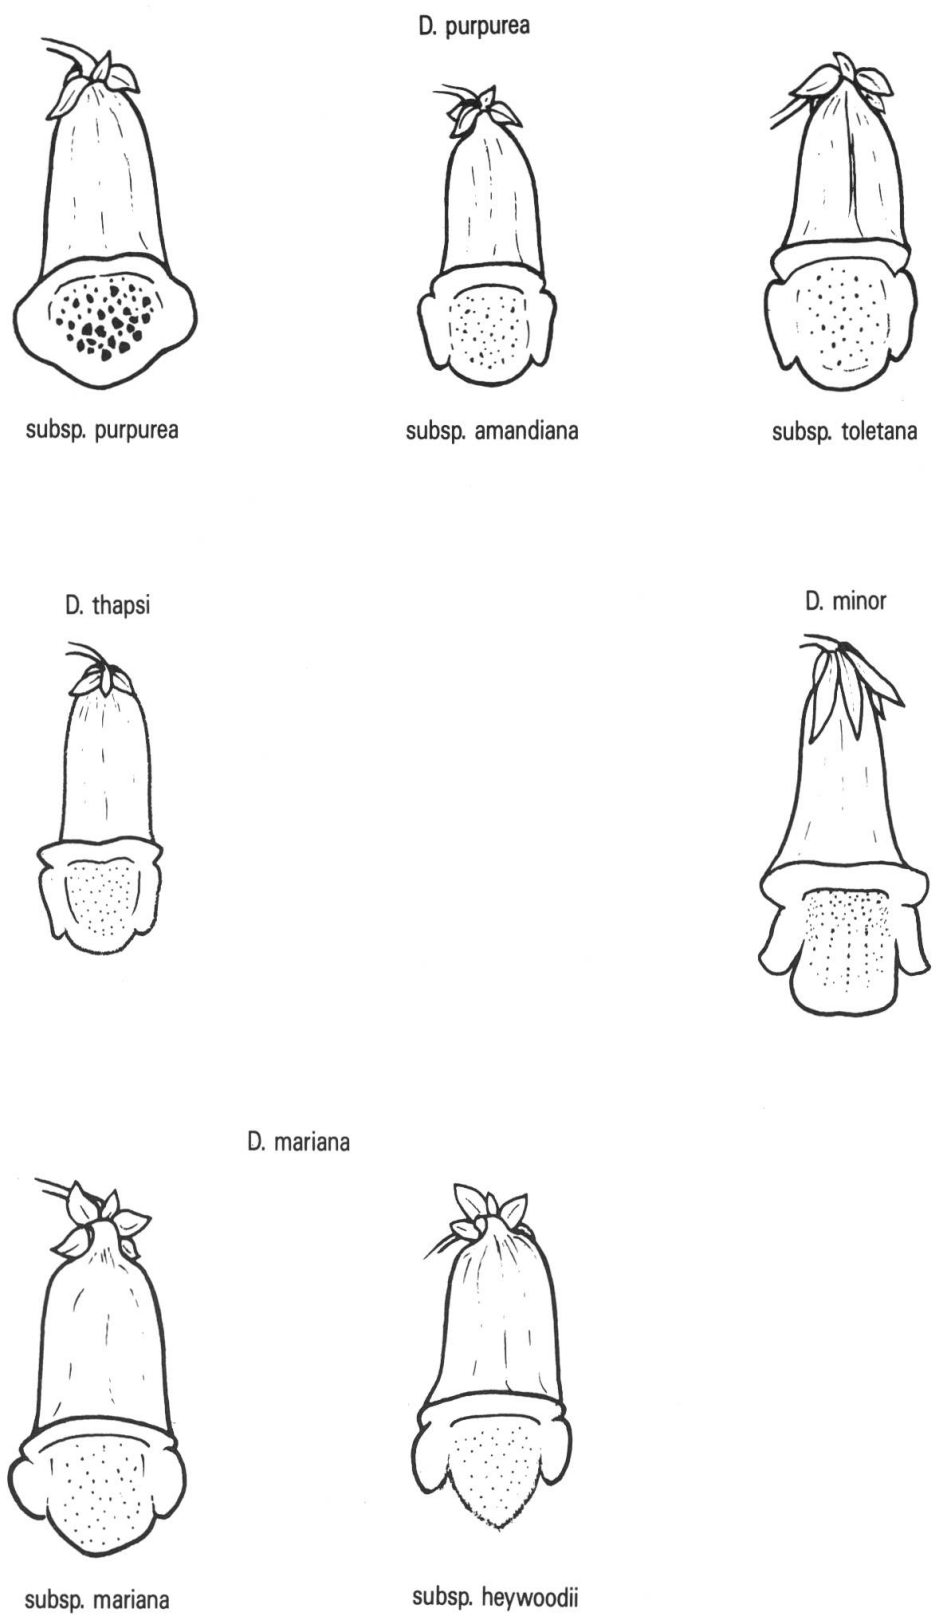 D. purpurea
subsp. purpurea
subsp. amandiana
subsp. toletana
D. thapsi
D. minor
D. mariana
subsp. mariana
subsp. heywoodii